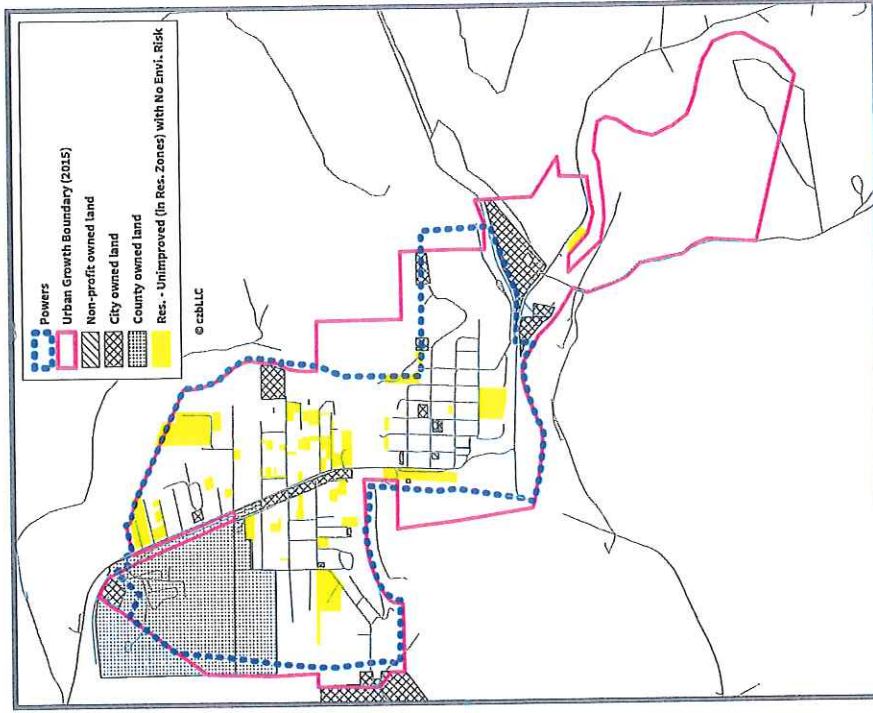 Powers
Urban Growth Boundary (2015)
Non-profit owned land
City owned land
County owned land
Res. - Unimproved (in Res. Zones) with No Envi. Risk
© czbLLC